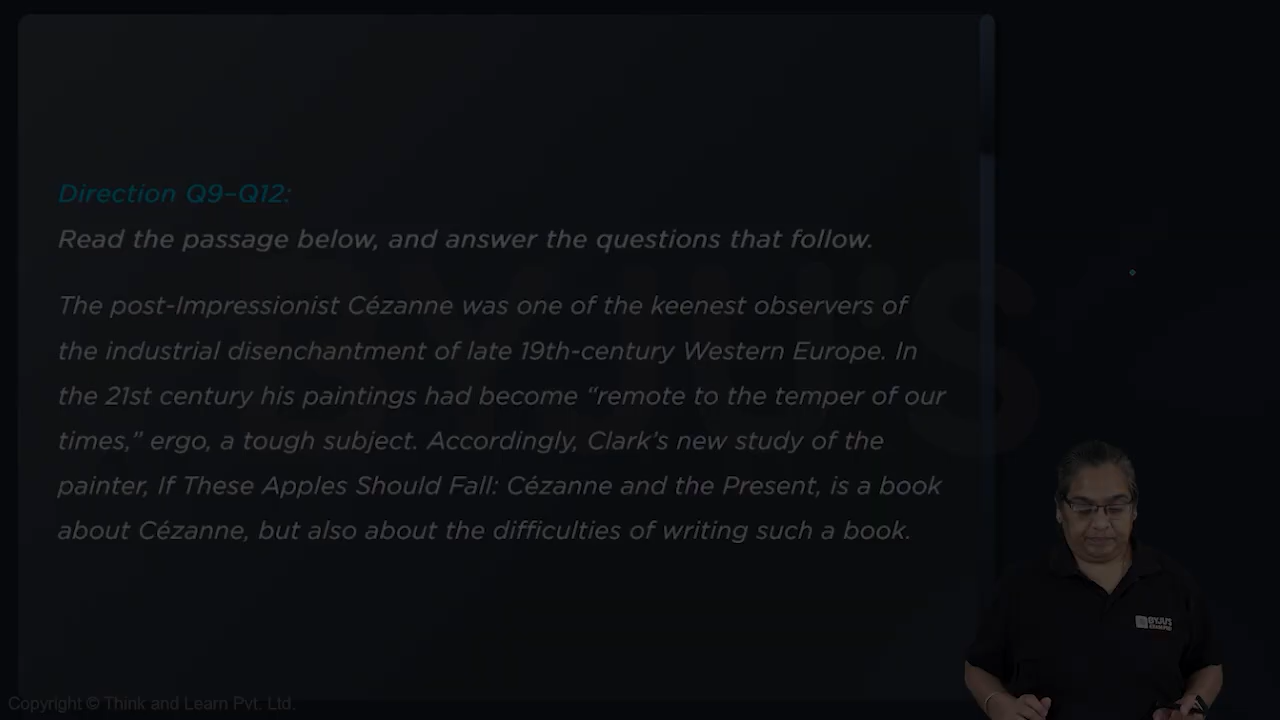 Direction Q9–Q12:
Read the passage below, and answer the questions that follow.
The post-Impressionist Cézanne was one of the keenest observers of
the industrial disenchantment of late 19th-century Western Europe. In
the 21st century his paintings had become “remote to the temper of our
times,” ergo, a tough subject. Accordingly, Clark’s new study of the
painter, If These Apples Should Fall: Cézanne and the Present, is a book
about Cézanne, but also about the difficulties of writing such a book.
BYJU'S
BYJU'S
Copyright © Think and Learn Pvt. Ltd.